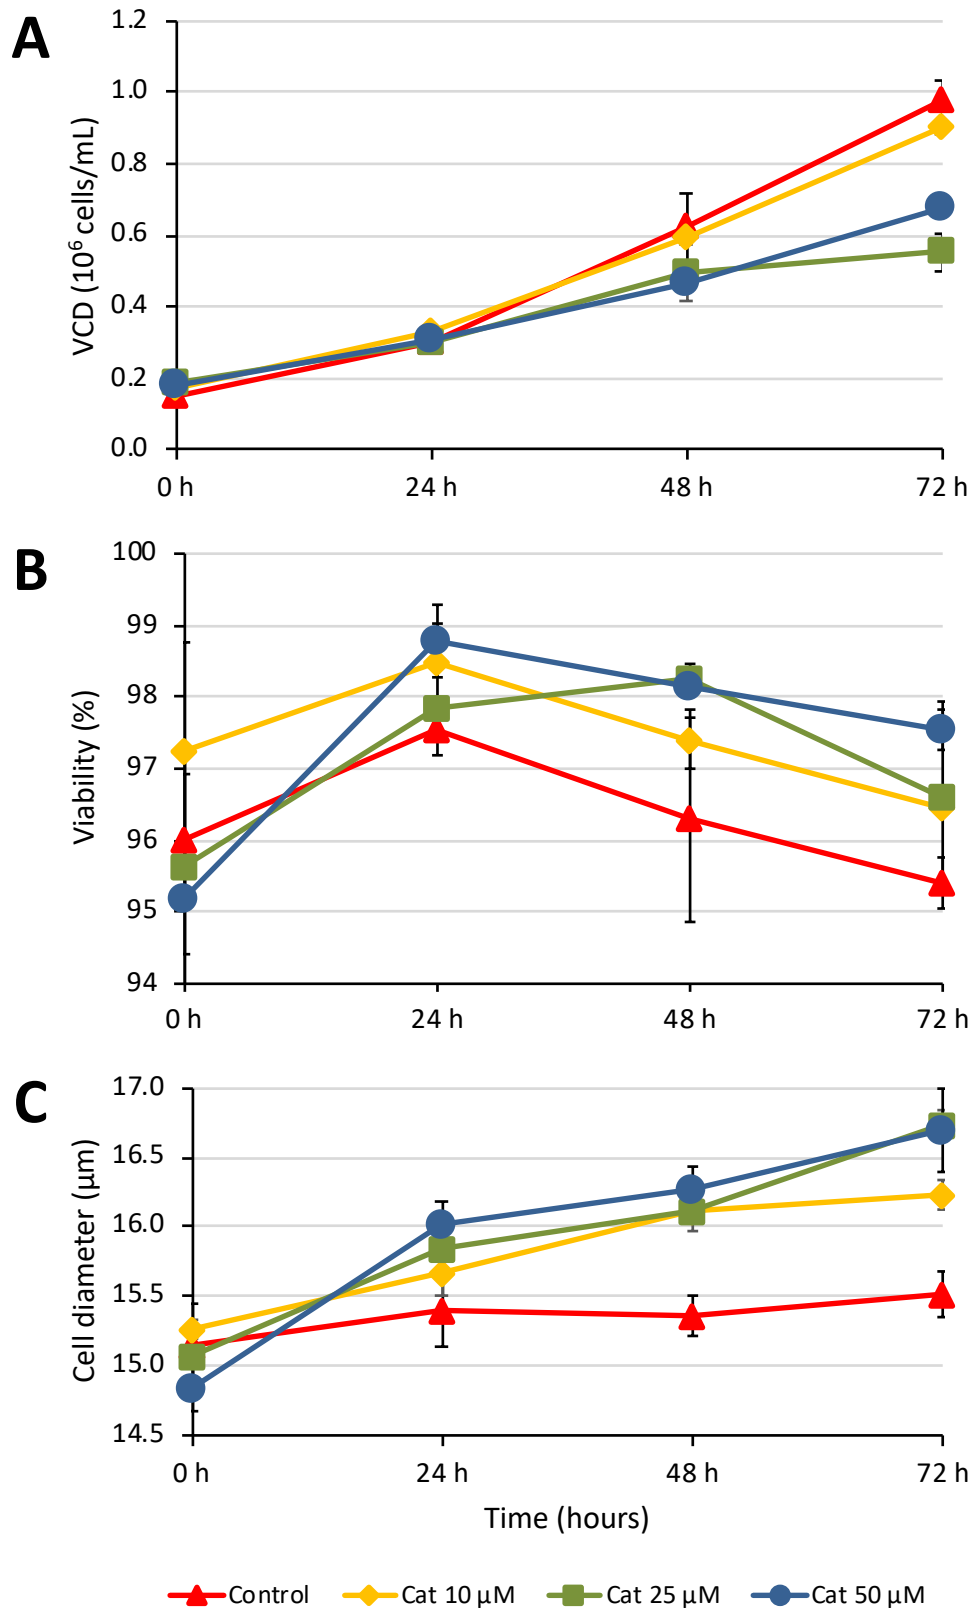 A
VCD (10⁶ cells/mL)
1.2
1.0
0.8
0.6
0.4
0.2
0.0
0 h 24 h 48 h 72 h
B
Viability (%)
100
99
98
97
96
95
94
0 h 24 h 48 h 72 h
C
Cell diameter (µm)
17.0
16.5
16.0
15.5
15.0
14.5
0 h 24 h 48 h 72 h
Time (hours)
Control Cat 10 µM Cat 25 µM Cat 50 µM